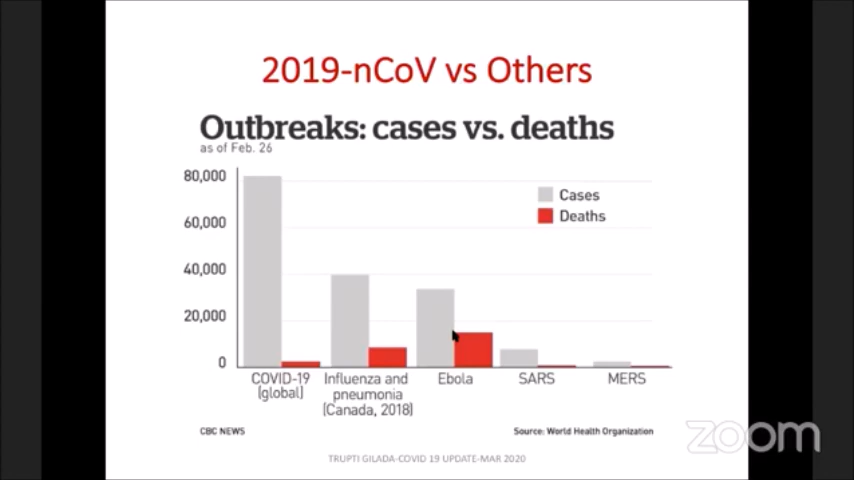 2019-nCoV vs Others
Outbreaks: cases vs. deaths
as of Feb. 26
80,000
60,000
40,000
20,000
0
Cases
Deaths
COVID-19
(global)
Influenza and
pneumonia
(Canada, 2018)
Ebola
SARS
MERS
CBC NEWS
Source: World Health Organization
zoom
TRUPTI GILADA-COVID 19 UPDATE-MAR 2020